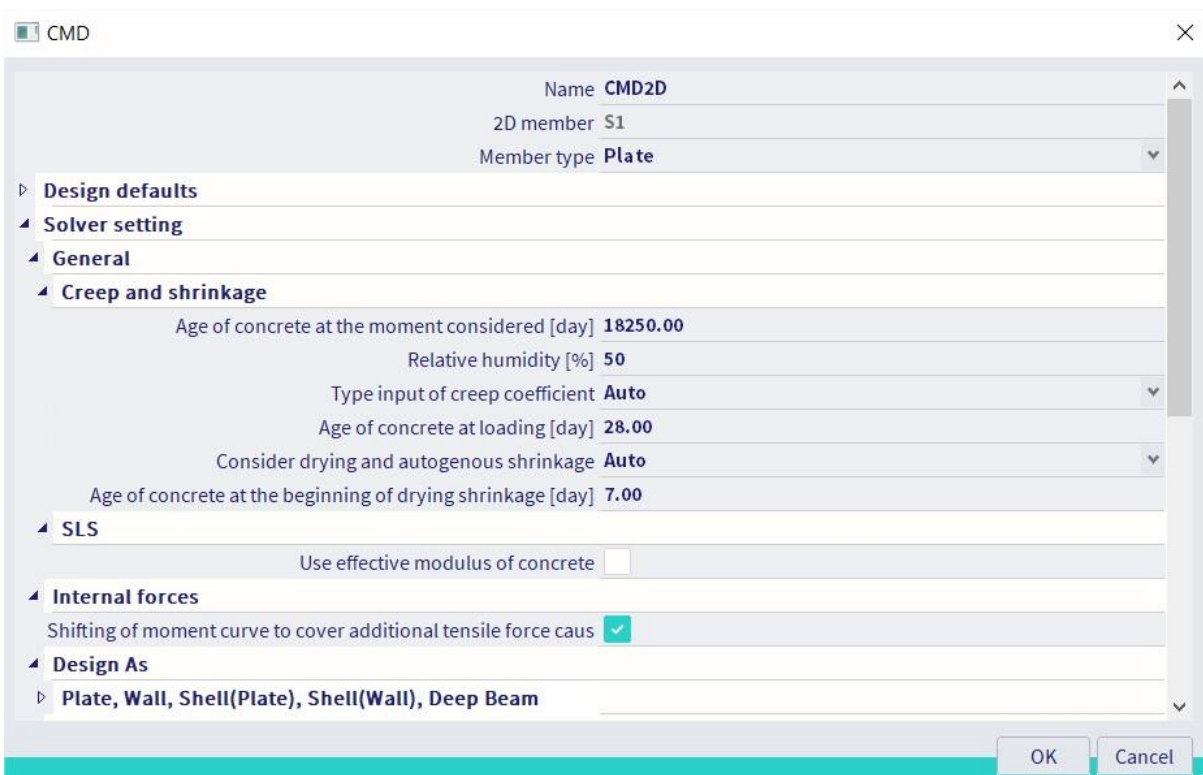 CMD
Name CMD2D
2D member S1
Member type Plate
Design defaults
Solver setting
General
Creep and shrinkage
Age of concrete at the moment considered [day] 18250.00
Relative humidity [%] 50
Type input of creep coefficient Auto
Age of concrete at loading [day] 28.00
Consider drying and autogenous shrinkage Auto
Age of concrete at the beginning of drying shrinkage [day] 7.00
SLS
Use effective modulus of concrete
Internal forces
Shifting of moment curve to cover additional tensile force caus
Design As
Plate, Wall, Shell(Plate), Shell(Wall), Deep Beam
OK Cancel